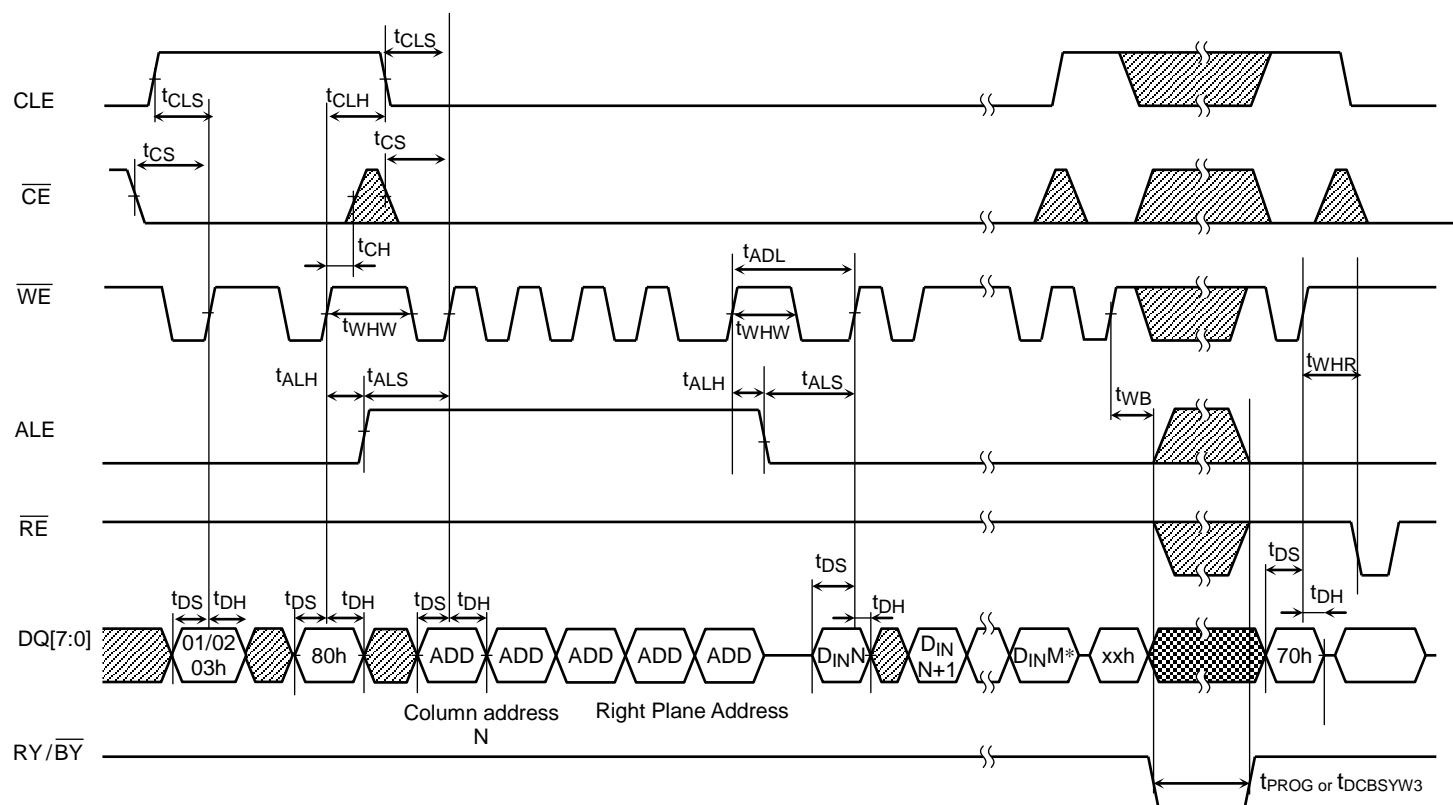 tCLS
CLE
tCLS
tCLH
tCS
tCS
CE
tCH
tADL
WE
tWHW
tWHW
tWHR
tALH
tALS
tALH
tALS
tWB
ALE
RE
tDS
tDS
tDS
tDH
tDS
tDH
tDS
tDH
tDH
tDH
DQ[7:0]
01/02
03h
80h
ADD
ADD
ADD
ADD
ADD
DINN
DIN
N+1
DINM*
xxh
70h
Column address
N
Right Plane Address
RY/BY
tPROG or tDCBSYW3